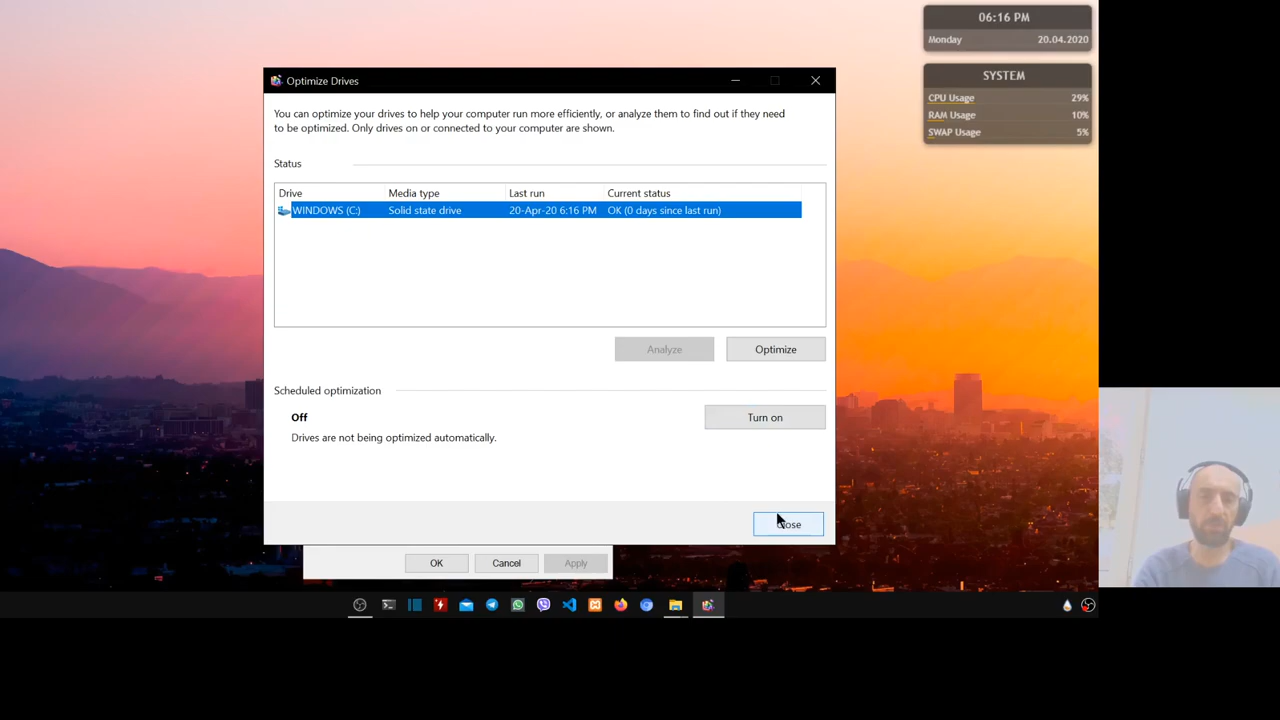 06:16 PM
Monday 20.04.2020
SYSTEM
CPU Usage 29%
RAM Usage 10%
SWAP Usage 5%
Optimize Drives
You can optimize your drives to help your computer run more efficiently, or analyze them to find out if they need
to be optimized. Only drives on or connected to your computer are shown.
Status
Drive Media type Last run Current status
WINDOWS (C:) Solid state drive 20-Apr-20 6:16 PM OK (0 days since last run)
Analyze Optimize
Scheduled optimization
Off Turn on
Drives are not being optimized automatically.
Close
OK Cancel Apply